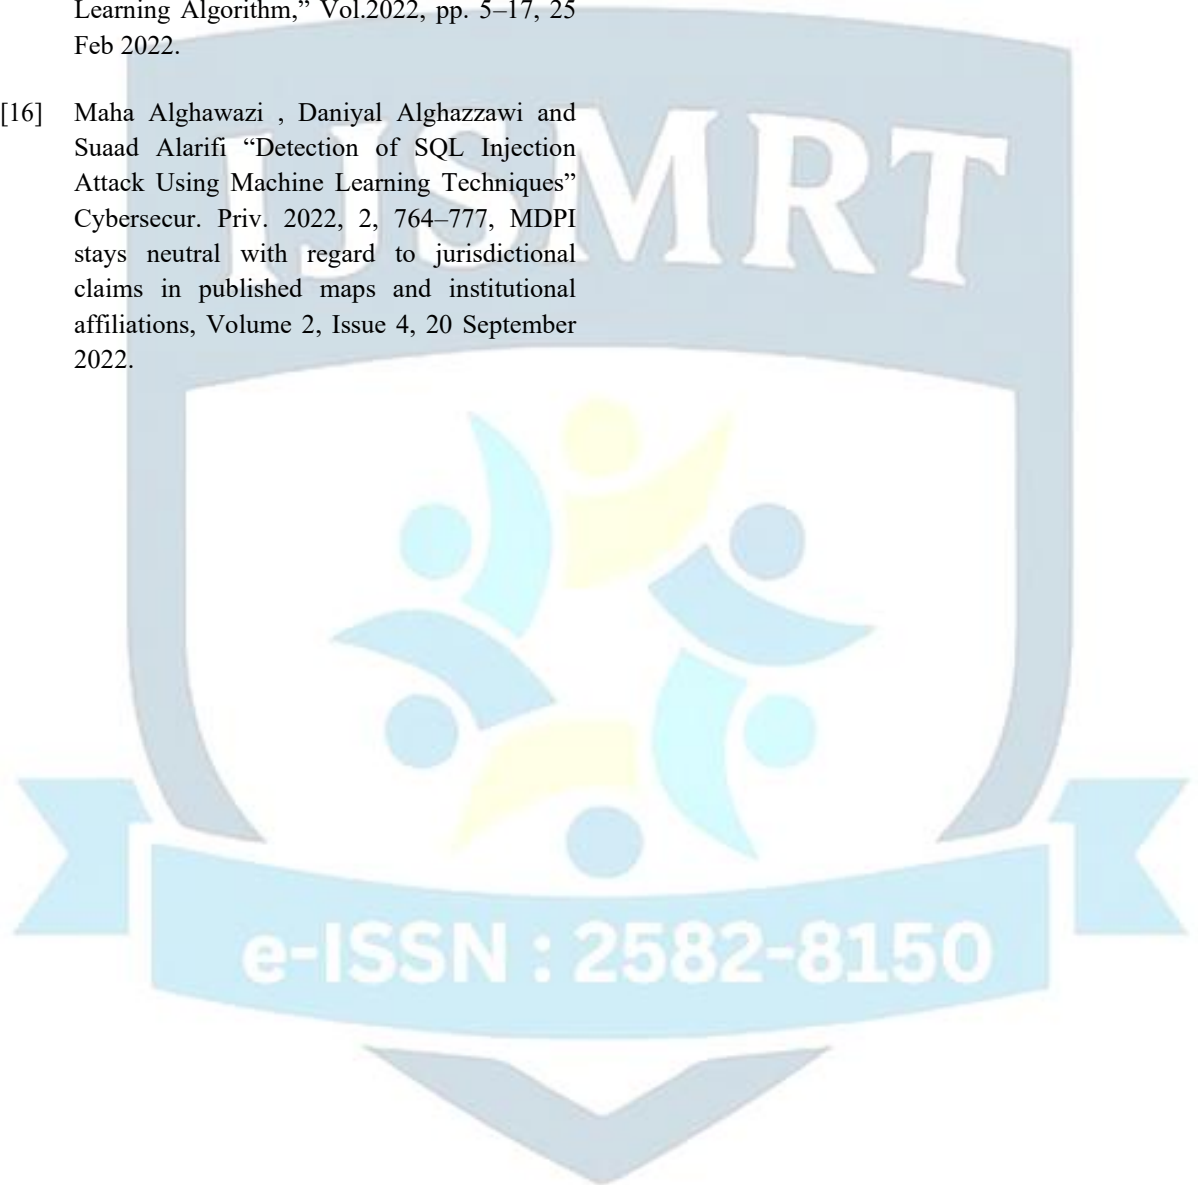 Learning Algorithm,” Vol.2022, pp. 5–17, 25
Feb 2022.
[16] Maha Alghawazi , Daniyal Alghazzawi and
Suaad Alarifi “Detection of SQL Injection
Attack Using Machine Learning Techniques”
Cybersecur. Priv. 2022, 2, 764–777, MDPI
stays neutral with regard to jurisdictional
claims in published maps and institutional
affiliations, Volume 2, Issue 4, 20 September
2022.
IJSMRT
e-ISSN : 2582-8150